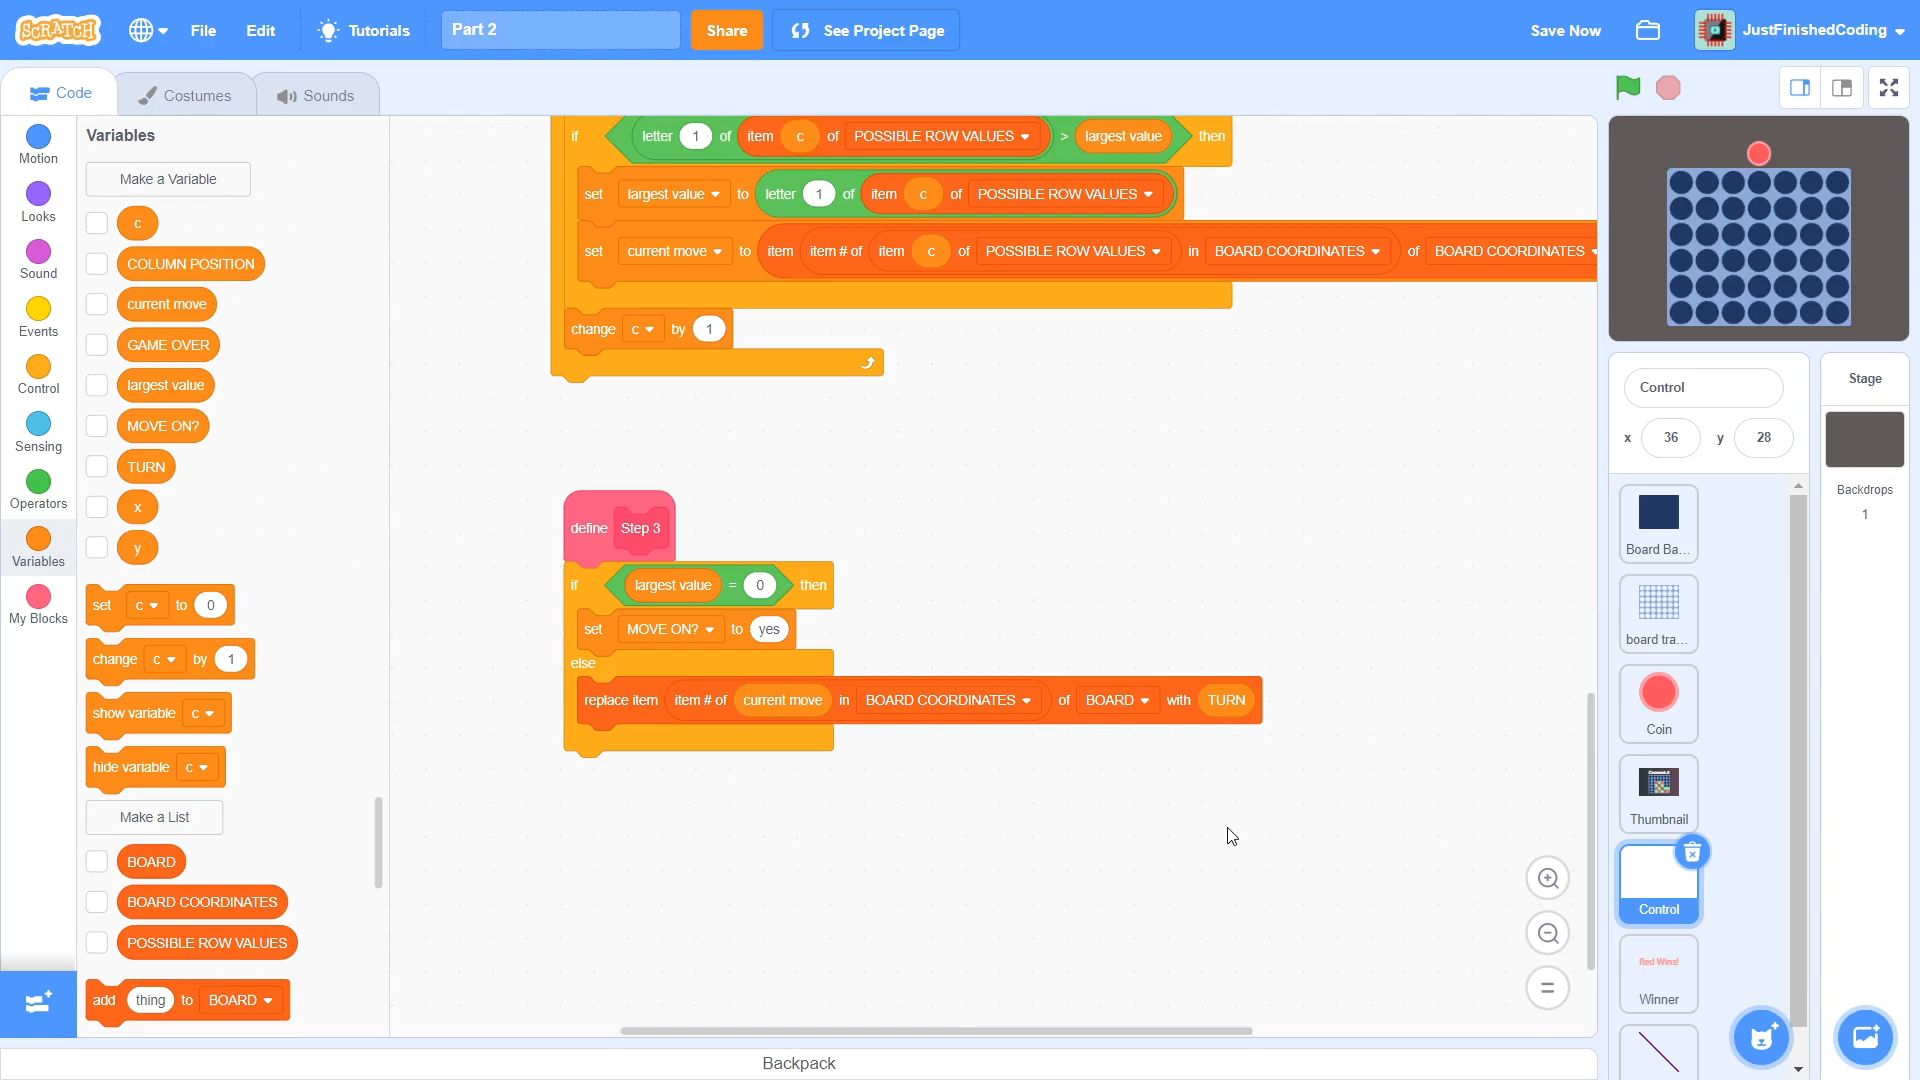 SCRATCH
File
Edit
Tutorials
Part 2
Share
See Project Page
Save Now
JustFinishedCoding
Code
Costumes
Sounds
Motion
Looks
Sound
Events
Control
Sensing
Operators
Variables
My Blocks
Variables
Make a Variable
c
COLUMN POSITION
current move
GAME OVER
largest value
MOVE ON?
TURN
x
y
set c to 0
change c by 1
show variable c
hide variable c
Make a List
BOARD
BOARD COORDINATES
POSSIBLE ROW VALUES
add thing to BOARD
if letter 1 of item c of POSSIBLE ROW VALUES > largest value then
set largest value to letter 1 of item c of POSSIBLE ROW VALUES
set current move to item item # of item c of POSSIBLE ROW VALUES in BOARD COORDINATES of BOARD COORDINATES
change c by 1
define Step 3
if largest value = 0 then
set MOVE ON? to yes
else
replace item item # of current move in BOARD COORDINATES of BOARD with TURN
Backpack
Control
x 36 y 28
Board Ba...
board tra...
Coin
Thumbnail
Control
Red Wins!
Winner
Stage
Backdrops
1